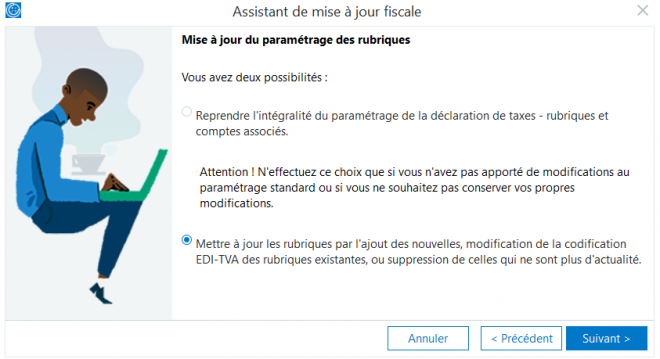 Assistant de mise à jour fiscale
Mise à jour du paramétrage des rubriques
Vous avez deux possibilités :
Reprendre l'intégralité du paramétrage de la déclaration de taxes - rubriques et
comptes associés.
Attention ! N'effectuez ce choix que si vous n'avez pas apporté de modifications au
paramétrage standard ou si vous ne souhaitez pas conserver vos propres
modifications.
Mettre à jour les rubriques par l'ajout des nouvelles, modification de la codification
EDI-TVA des rubriques existantes, ou suppression de celles qui ne sont plus d'actualité.
Annuler
< Précédent
Suivant >